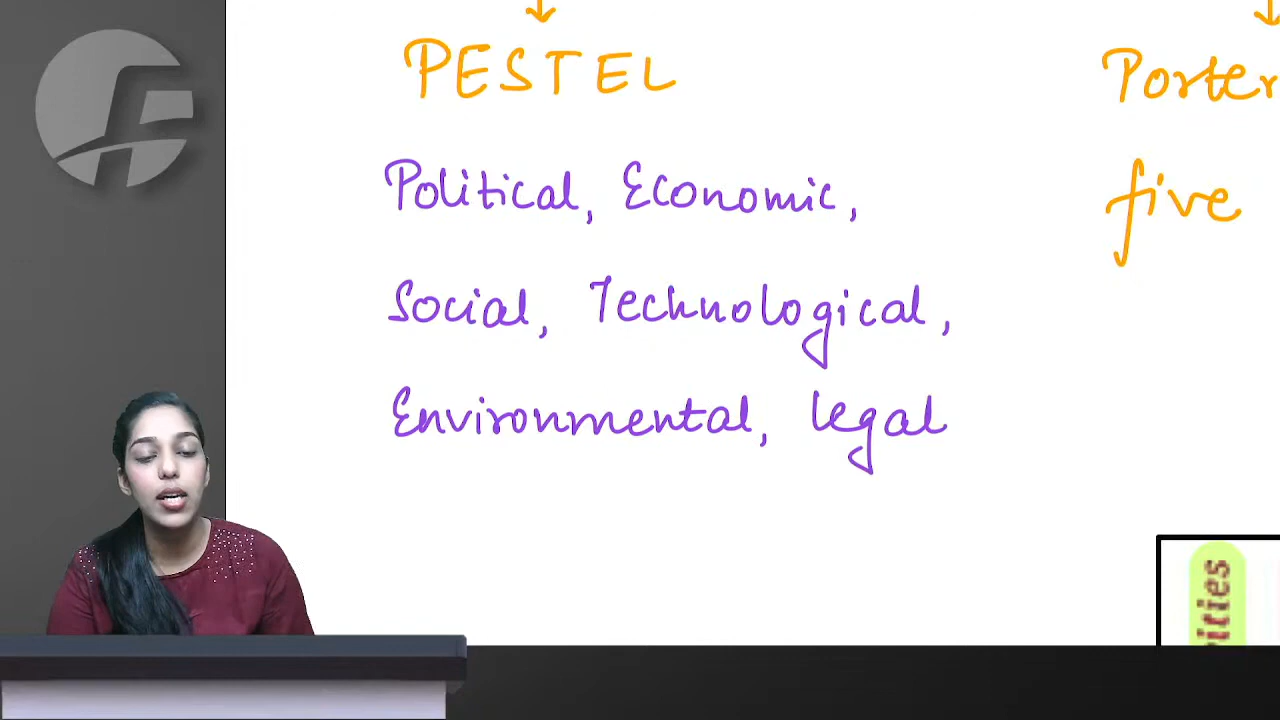 PESTEL
Political, Economic,
Social, Technological,
Environmental, legal
Porter
five